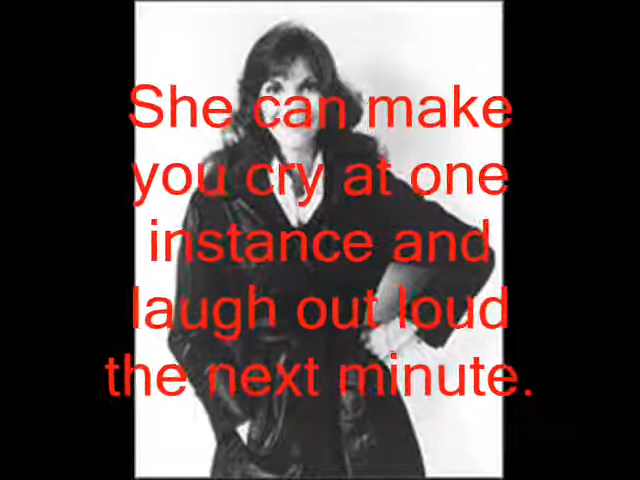 She can make
you cry at one
instance and
laugh out loud
the next minute.